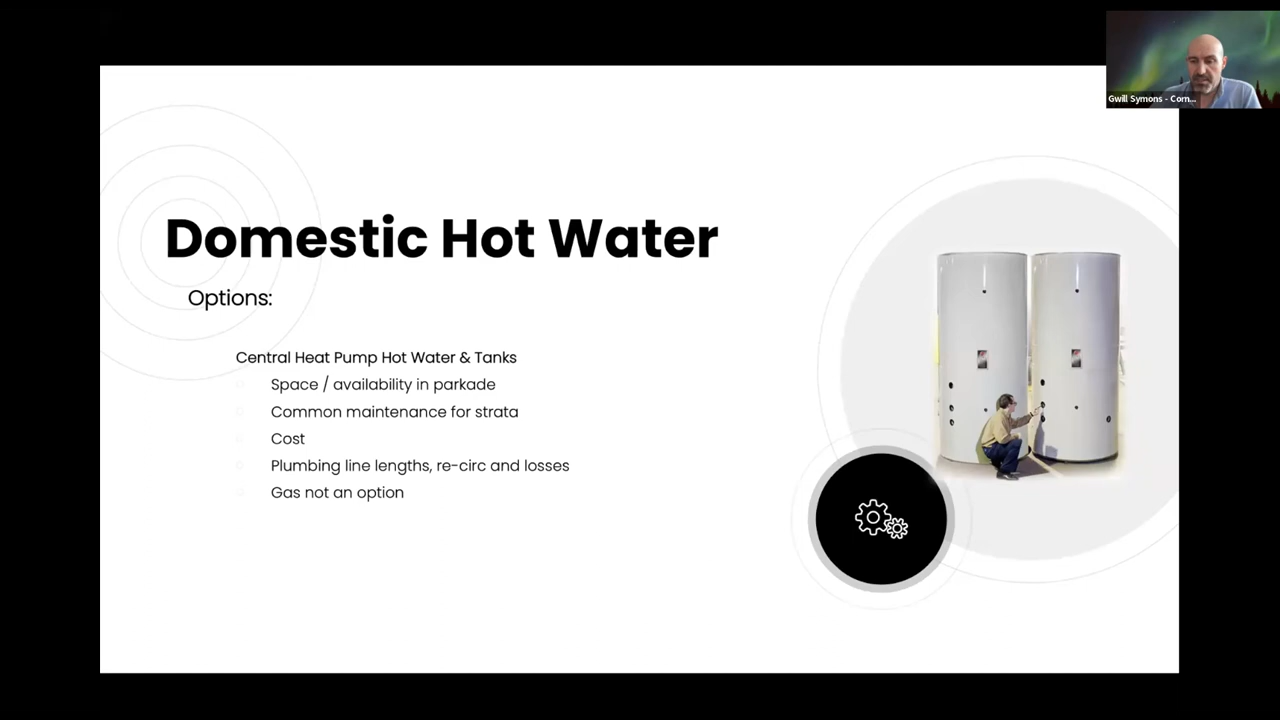 Gwill Symons - Corn...
Domestic Hot Water
Options:
Central Heat Pump Hot Water & Tanks
Space / availability in parkade
Common maintenance for strata
Cost
Plumbing line lengths, re-circ and losses
Gas not an option